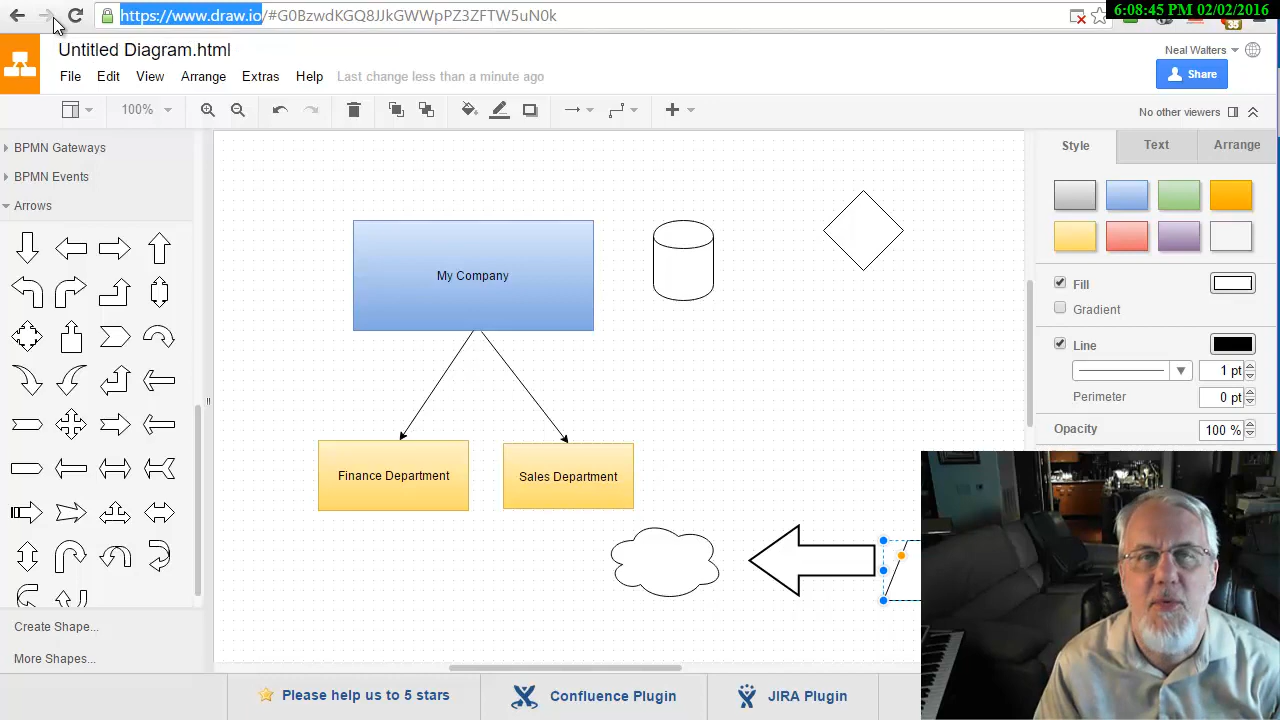 https://www.draw.io/#G0BzwdKGQ8JJkGWWpPZ3ZFTW5uN0k
6:08:45 PM 02/02/2016
35
Untitled Diagram.html
Neal Walters
File Edit View Arrange Extras Help Last change less than a minute ago
Share
100%
No other viewers
BPMN Gateways
BPMN Events
Arrows
Style Text Arrange
My Company
Fill
Gradient
Line
1 pt
Perimeter
0 pt
Opacity
100 %
Finance Department
Sales Department
Create Shape...
More Shapes...
Please help us to 5 stars
Confluence Plugin
JIRA Plugin